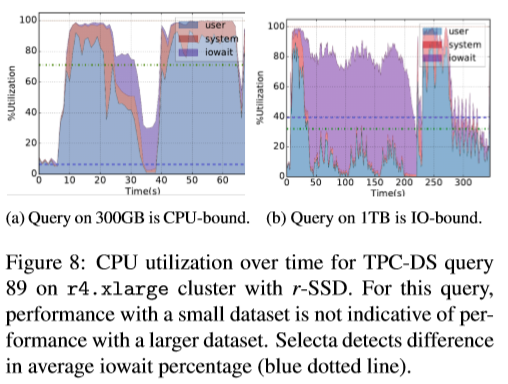 100
80
60
40
20
0
%Utilization
user
system
iowait
0 10 20 30 40 50 60
Time(s)
100
80
60
40
20
0
%Utilization
user
system
iowait
0 50 100 150 200 250 300
Time(s)
(a) Query on 300GB is CPU-bound.
(b) Query on 1TB is IO-bound.
Figure 8: CPU utilization over time for TPC-DS query
89 on r4.xlarge cluster with r-SSD. For this query,
performance with a small dataset is not indicative of per-
formance with a larger dataset. Selecta detects difference
in average iowait percentage (blue dotted line).